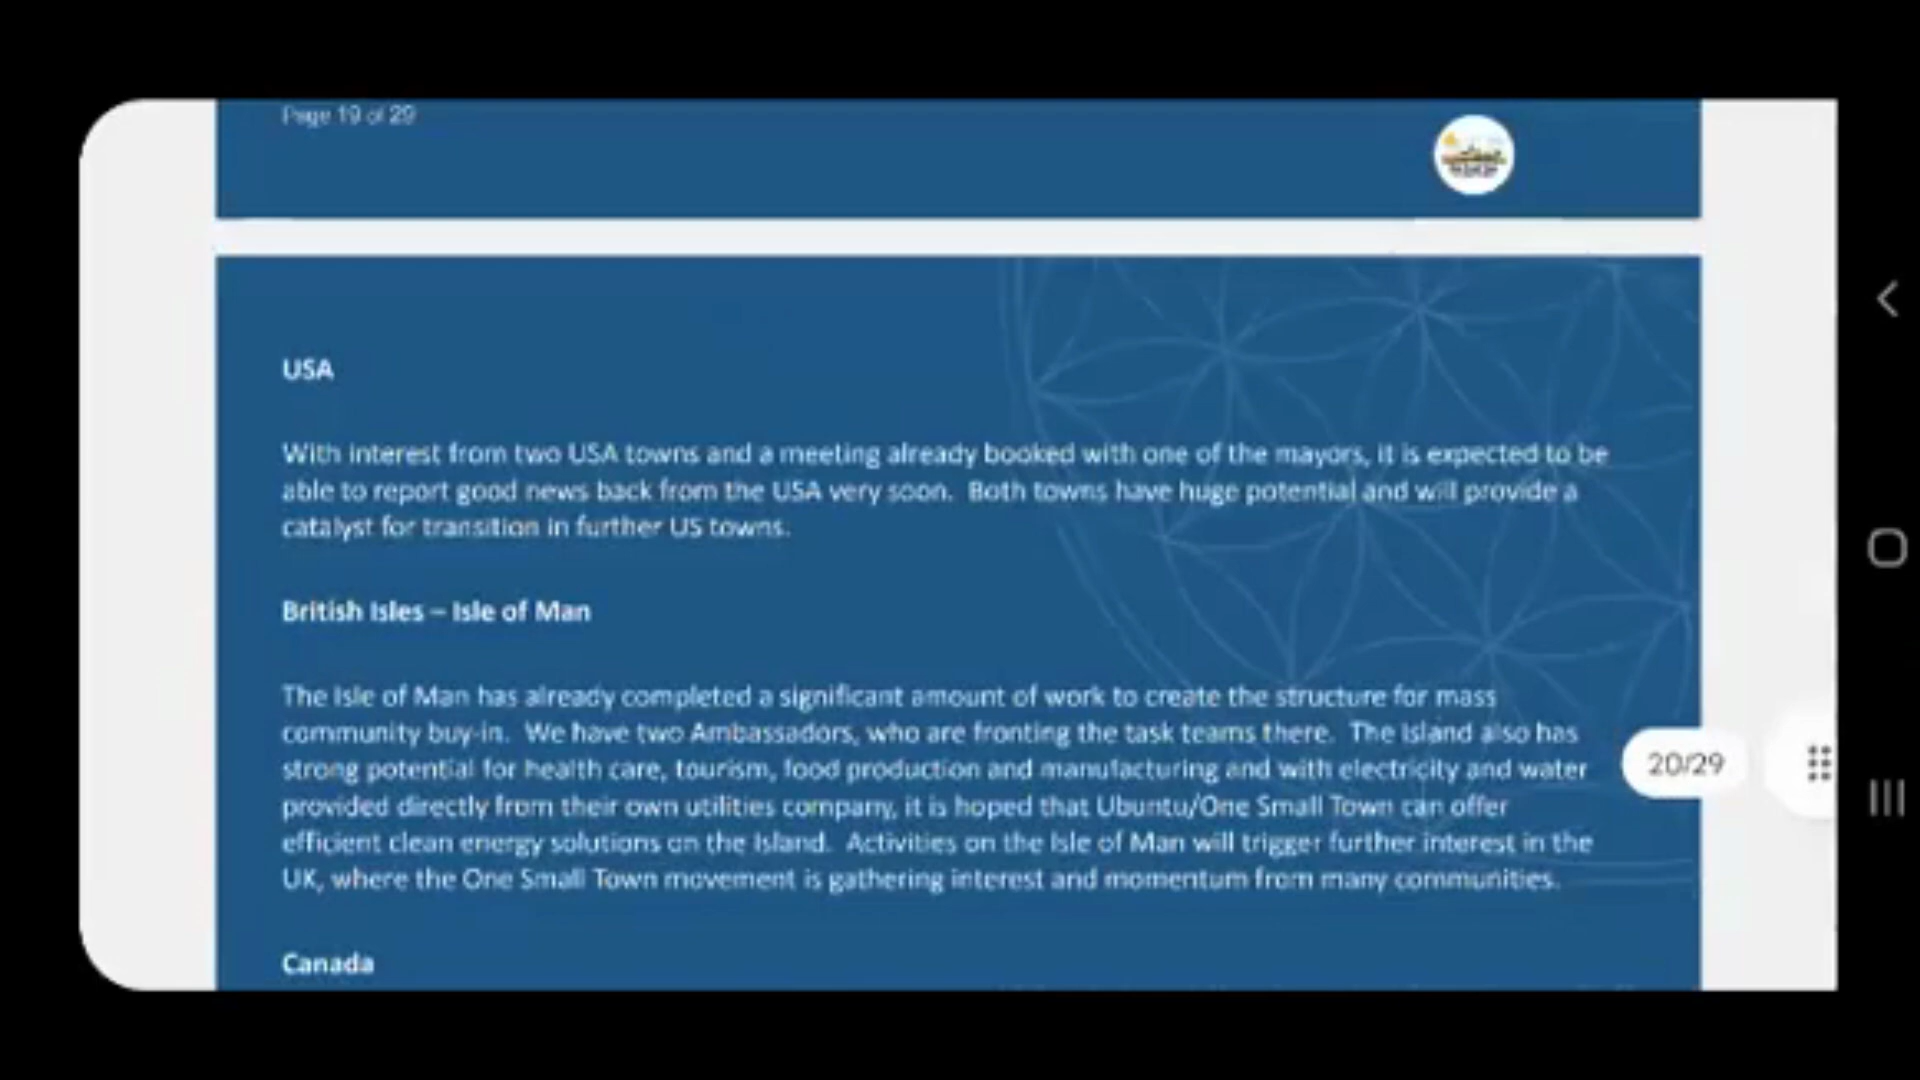 Page 19 of 29
USA
With interest from two USA towns and a meeting already booked with one of the mayors, it is expected to be
able to report good news back from the USA very soon.  Both towns have huge potential and will provide a
catalyst for transition in further US towns.
British Isles – Isle of Man
The Isle of Man has already completed a significant amount of work to create the structure for mass
community buy-in.  We have two Ambassadors, who are fronting the task teams there.  The Island also has
strong potential for health care, tourism, food production and manufacturing and with electricity and water
provided directly from their own utilities company, it is hoped that Ubuntu/One Small Town can offer
efficient clean energy solutions on the Island.  Activities on the Isle of Man will trigger further interest in the
UK, where the One Small Town movement is gathering interest and momentum from many communities.
20/29
Canada